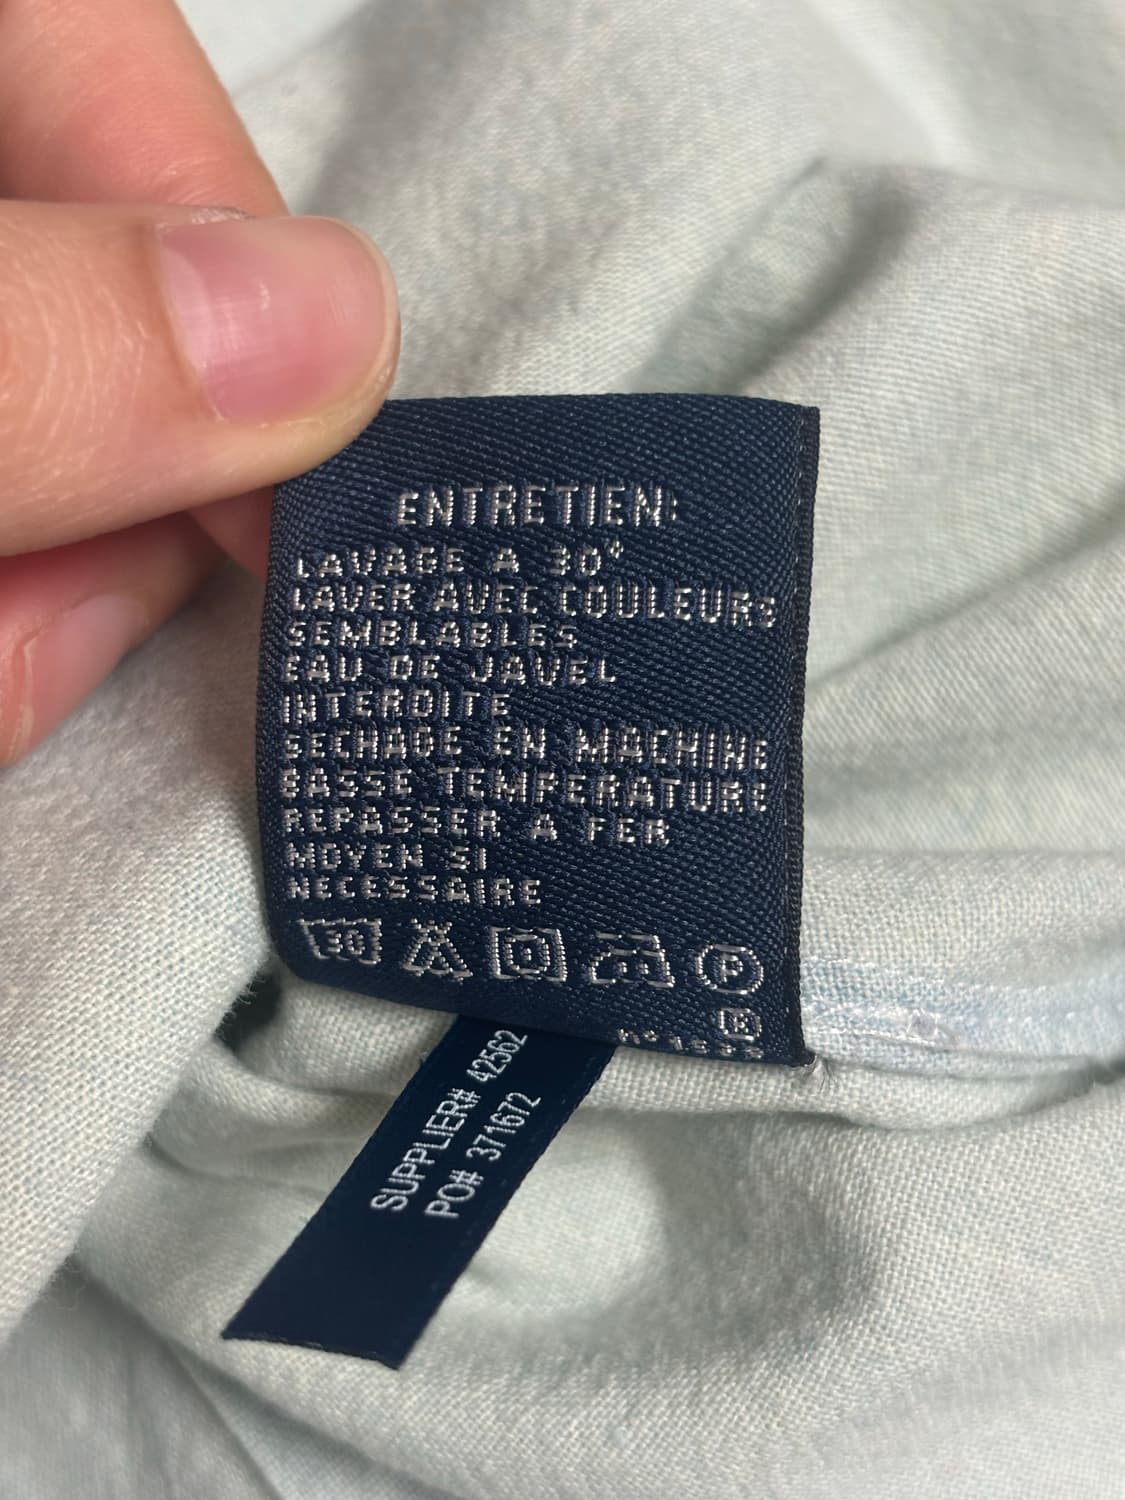 ENTRETIEN:
LAVAGE A 30°
LAVER AVEC COULEURS
SEMBLABLES
EAU DE JAVEL
INTERDITE
SECHAGE EN MACHINE
BASSE TEMPERATURE
REPASSER A FER
MOYEN SI
NECESSAIRE
30
P
SUPPLIER# 42562
PO# 371672